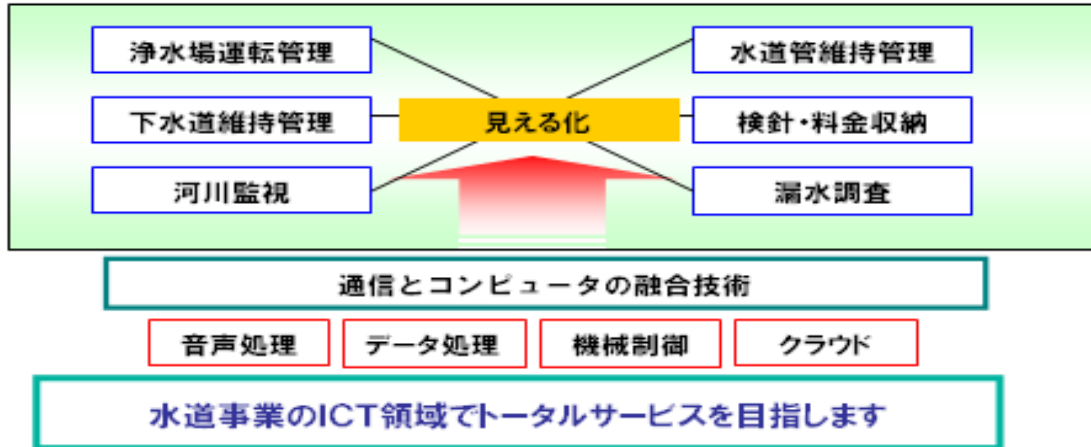 浄水場運転管理
水道管維持管理
下水道維持管理
見える化
検針・料金収納
河川監視
漏水調査
通信とコンピュータの融合技術
音声処理
データ処理
機械制御
クラウド
水道事業のICT領域でトータルサービスを目指します